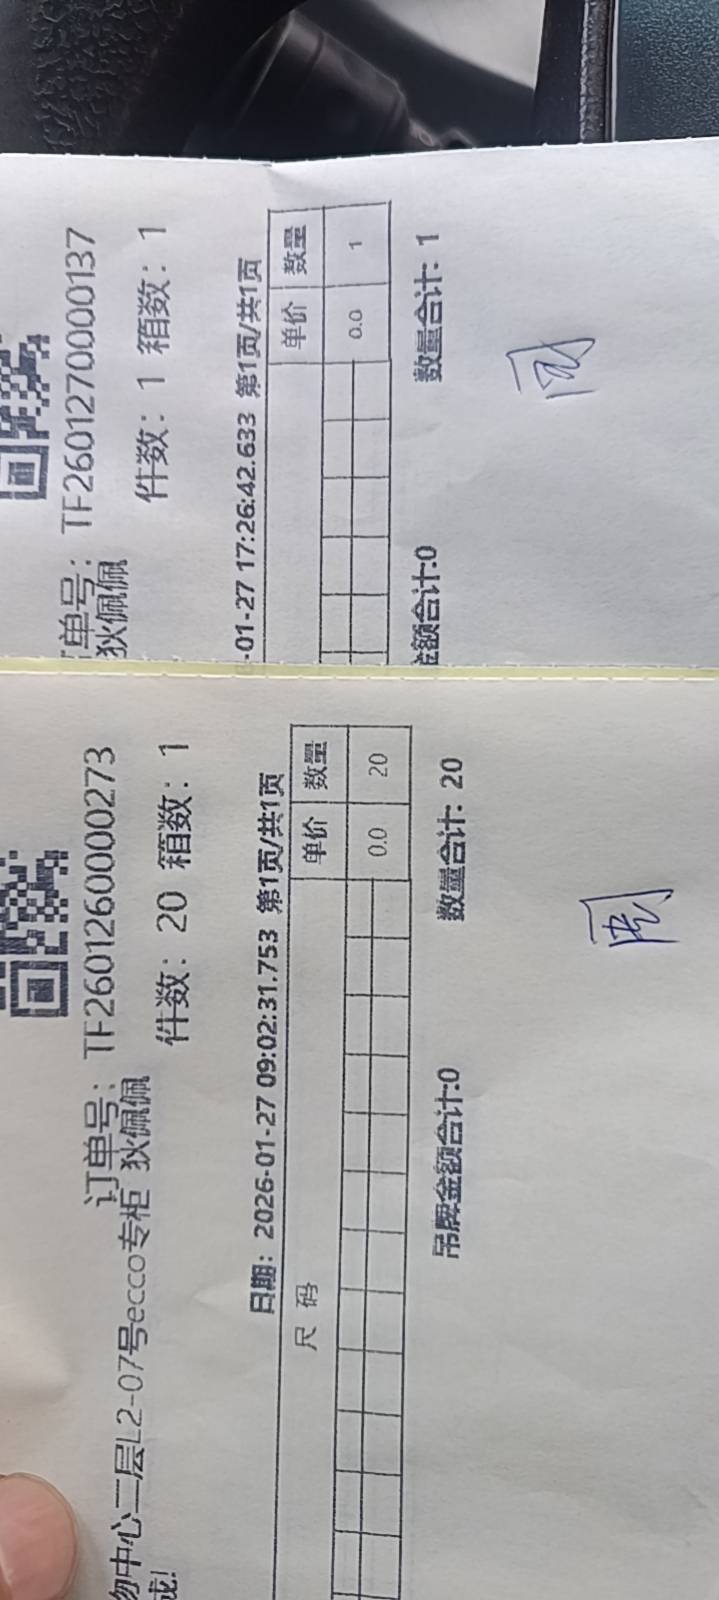 订单号: TF2601270000137
狄佩佩
件数: 1 箱数: 1
-01-27 17:26:42.633 第1页/共1页
单价 数量
0.0 1
金额合计:0 数量合计: 1
订单号: TF2601260000273
物中心二层L2-07号ecco专柜 狄佩佩
件数: 20 箱数: 1
日期: 2026-01-27 09:02:31.753 第1页/共1页
尺 码 单价 数量
0.0 20
吊牌金额合计:0 数量合计: 20
周